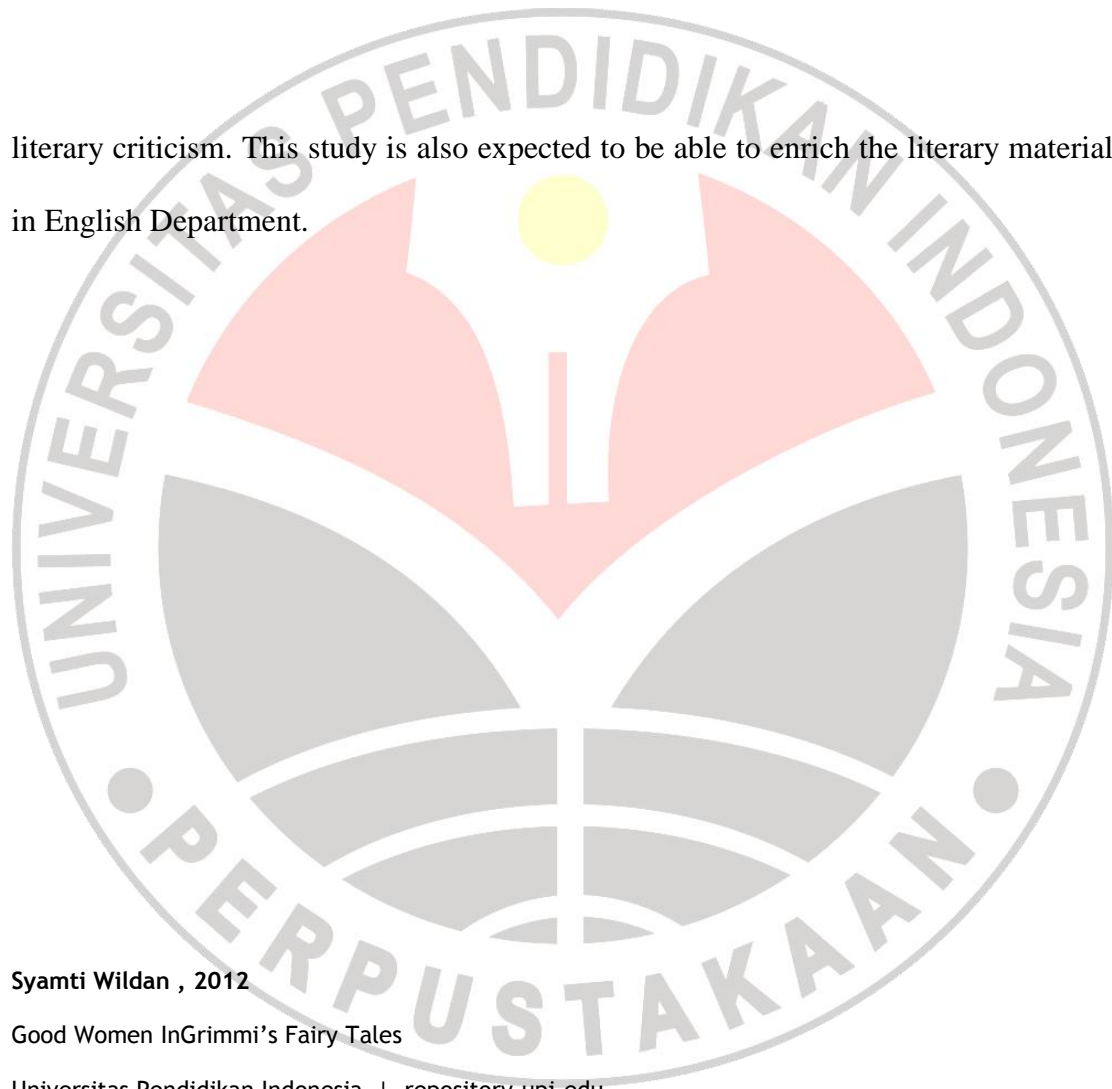 literary criticism. This study is also expected to be able to enrich the literary material
in English Department.
UNIVERSITAS PENDIDIKAN INDONESIA
PERPUSTAKAAN
Syamti Wildan , 2012
Good Women InGrimmi’s Fairy Tales
Universitas Pendidikan Indonesia | repository.upi.edu